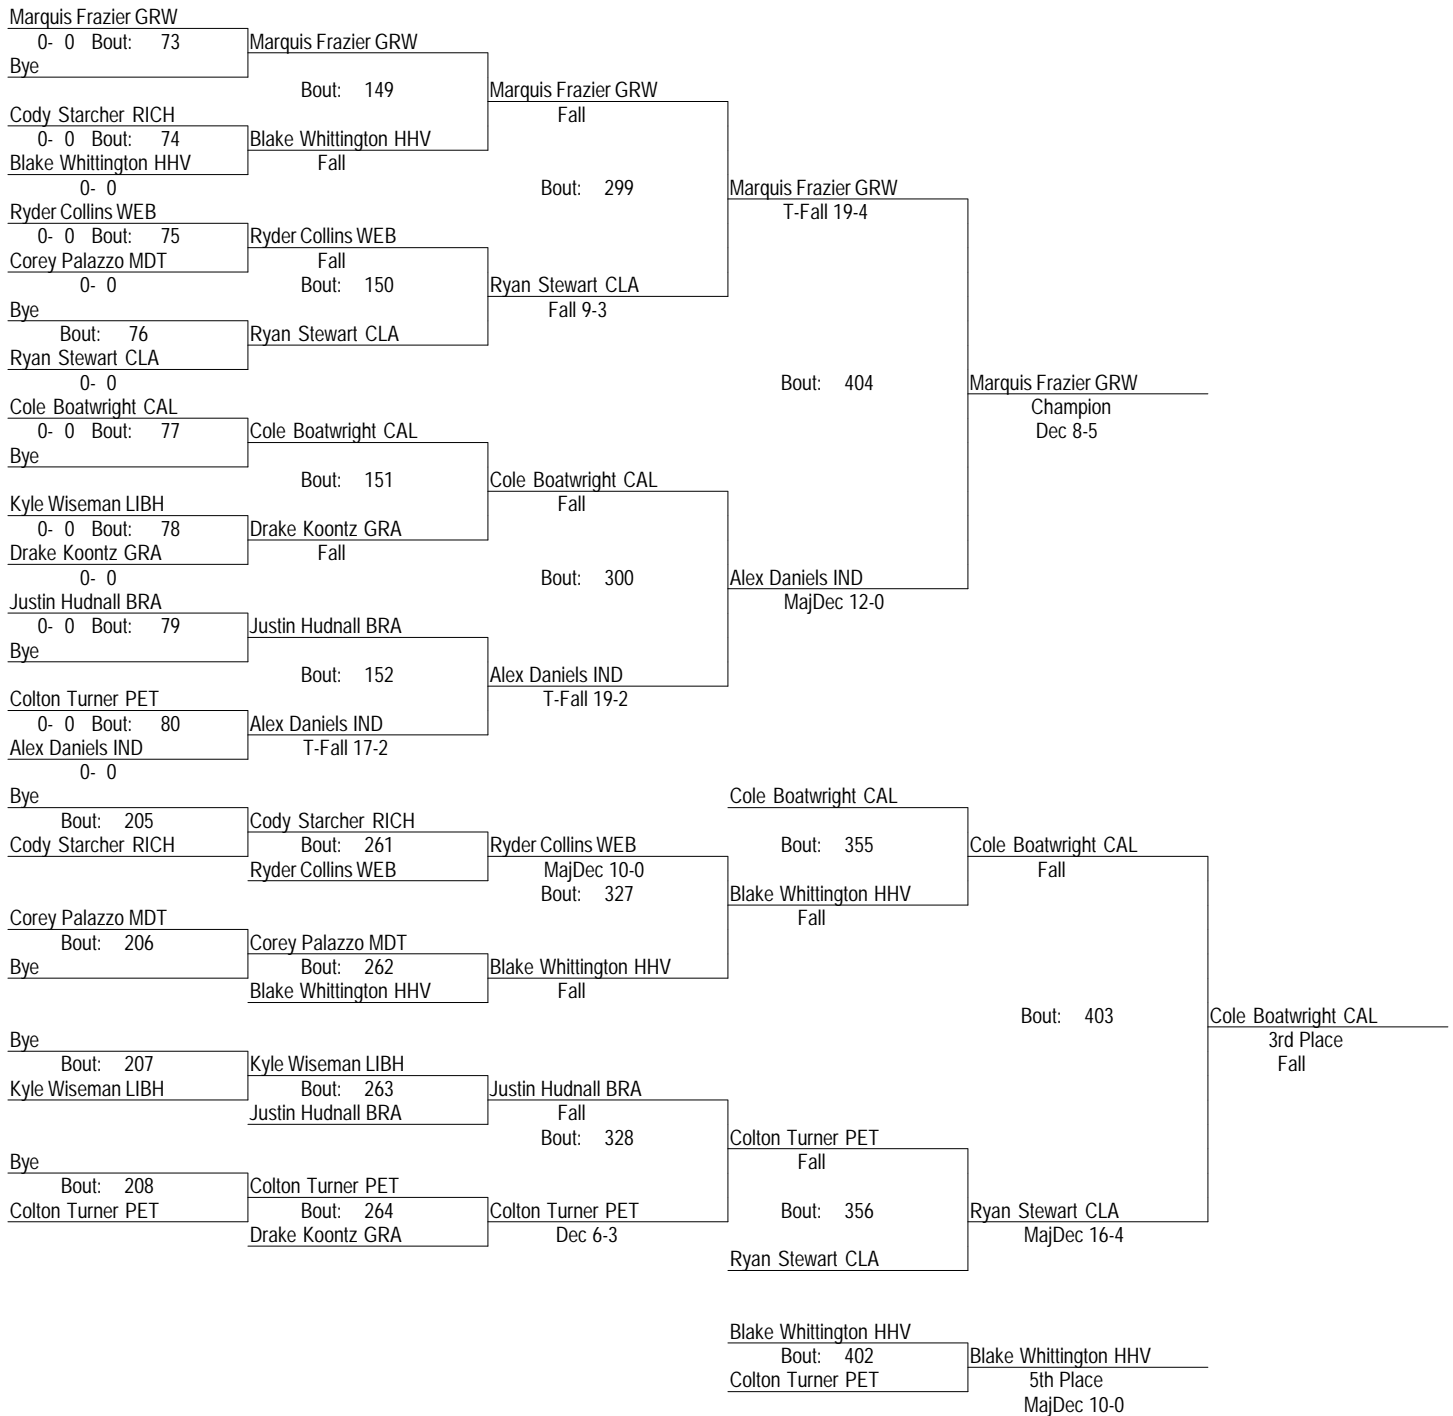 Marquis Frazier GRW
0- 0 Bout: 73
Marquis Frazier GRW
Bye
Bout: 149
Marquis Frazier GRW
Cody Starcher RICH
Fall
0- 0 Bout: 74
Blake Whittington HHV
Blake Whittington HHV
Fall
0- 0
Bout: 299
Marquis Frazier GRW
Ryder Collins WEB
T-Fall 19-4
0- 0 Bout: 75
Ryder Collins WEB
Corey Palazzo MDT
Fall
0- 0
Bout: 150
Ryan Stewart CLA
Bye
Fall 9-3
Bout: 76
Ryan Stewart CLA
Ryan Stewart CLA
0- 0
Bout: 404
Marquis Frazier GRW
Cole Boatwright CAL
Champion
0- 0 Bout: 77
Cole Boatwright CAL
Dec 8-5
Bye
Bout: 151
Cole Boatwright CAL
Kyle Wiseman LIBH
Fall
0- 0 Bout: 78
Drake Koontz GRA
Drake Koontz GRA
Fall
0- 0
Bout: 300
Alex Daniels IND
Justin Hudnall BRA
MajDec 12-0
0- 0 Bout: 79
Justin Hudnall BRA
Bye
Bout: 152
Alex Daniels IND
Colton Turner PET
T-Fall 19-2
0- 0 Bout: 80
Alex Daniels IND
Alex Daniels IND
T-Fall 17-2
0- 0
Bye
Cole Boatwright CAL
Bout: 205
Cody Starcher RICH
Cody Starcher RICH
Bout: 261
Ryder Collins WEB
Bout: 355
Cole Boatwright CAL
Ryder Collins WEB
MajDec 10-0
Fall
Bout: 327
Blake Whittington HHV
Corey Palazzo MDT
Fall
Bout: 206
Corey Palazzo MDT
Bye
Bout: 262
Blake Whittington HHV
Blake Whittington HHV
Fall
Bout: 403
Cole Boatwright CAL
Bye
3rd Place
Bout: 207
Kyle Wiseman LIBH
Fall
Kyle Wiseman LIBH
Bout: 263
Justin Hudnall BRA
Justin Hudnall BRA
Fall
Bout: 328
Colton Turner PET
Bye
Fall
Bout: 208
Colton Turner PET
Colton Turner PET
Bout: 264
Colton Turner PET
Bout: 356
Ryan Stewart CLA
Drake Koontz GRA
Dec 6-3
MajDec 16-4
Ryan Stewart CLA
Blake Whittington HHV
Bout: 402
Blake Whittington HHV
Colton Turner PET
5th Place
MajDec 10-0